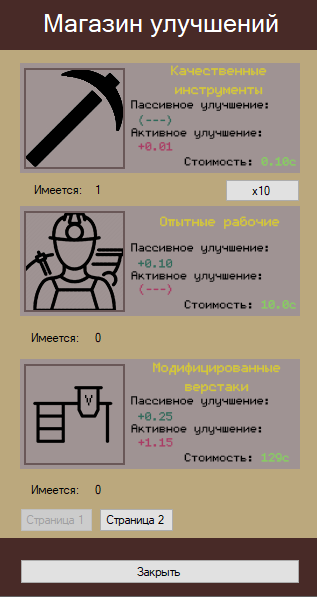 Магазин улучшений
Качественные
инструменты
Пассивное улучшение:
(---)
Активное улучшение:
+0.01
Стоимость: 0.10c
Имеется: 1
x10
Опытные рабочие
Пассивное улучшение:
+0.10
Активное улучшение:
(---)
Стоимость: 10.0c
Имеется: 0
Модифицированные
верстаки
Пассивное улучшение:
+0.25
Активное улучшение:
+1.15
Стоимость: 129c
Имеется: 0
Страница 1 Страница 2
Закрыть